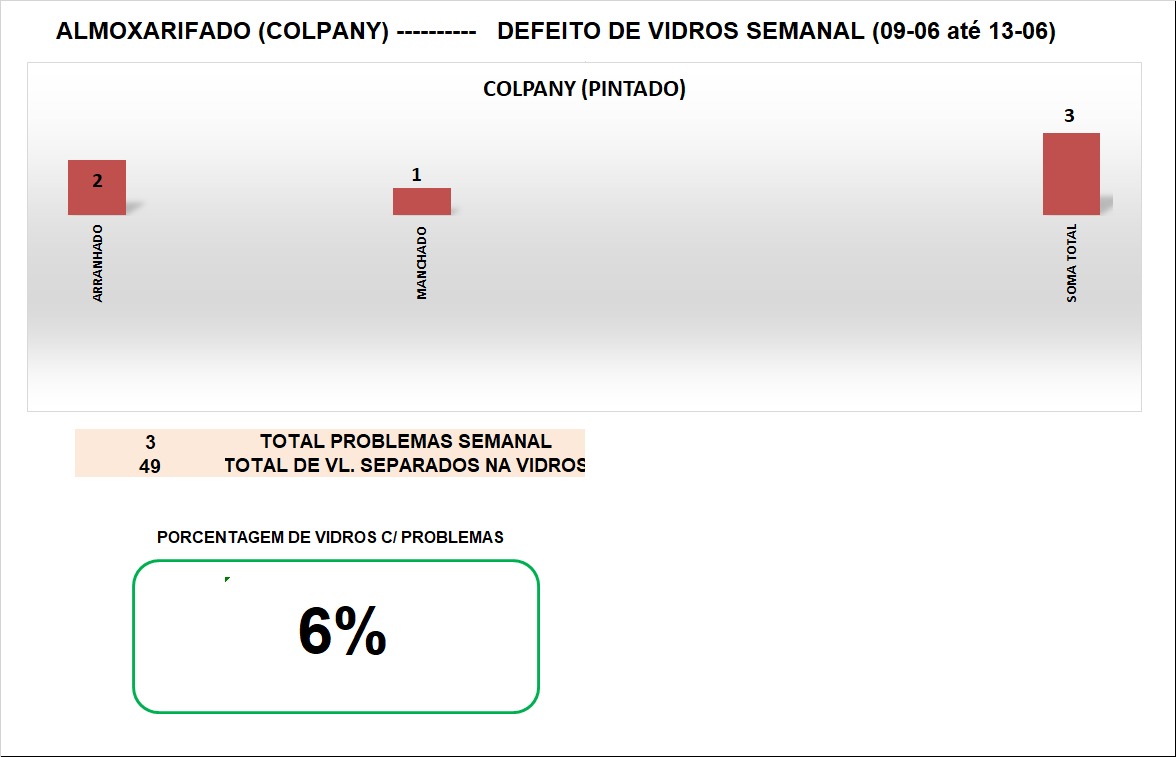 ALMOXARIFADO (COLPANY) ---------- DEFEITO DE VIDROS SEMANAL (09-06 até 13-06)
COLPANY (PINTADO)
2
1
3
ARRANHADO
MANCHADO
SOMA TOTAL
3 TOTAL PROBLEMAS SEMANAL
49 TOTAL DE VL. SEPARADOS NA VIDROS
PORCENTAGEM DE VIDROS C/ PROBLEMAS
6%